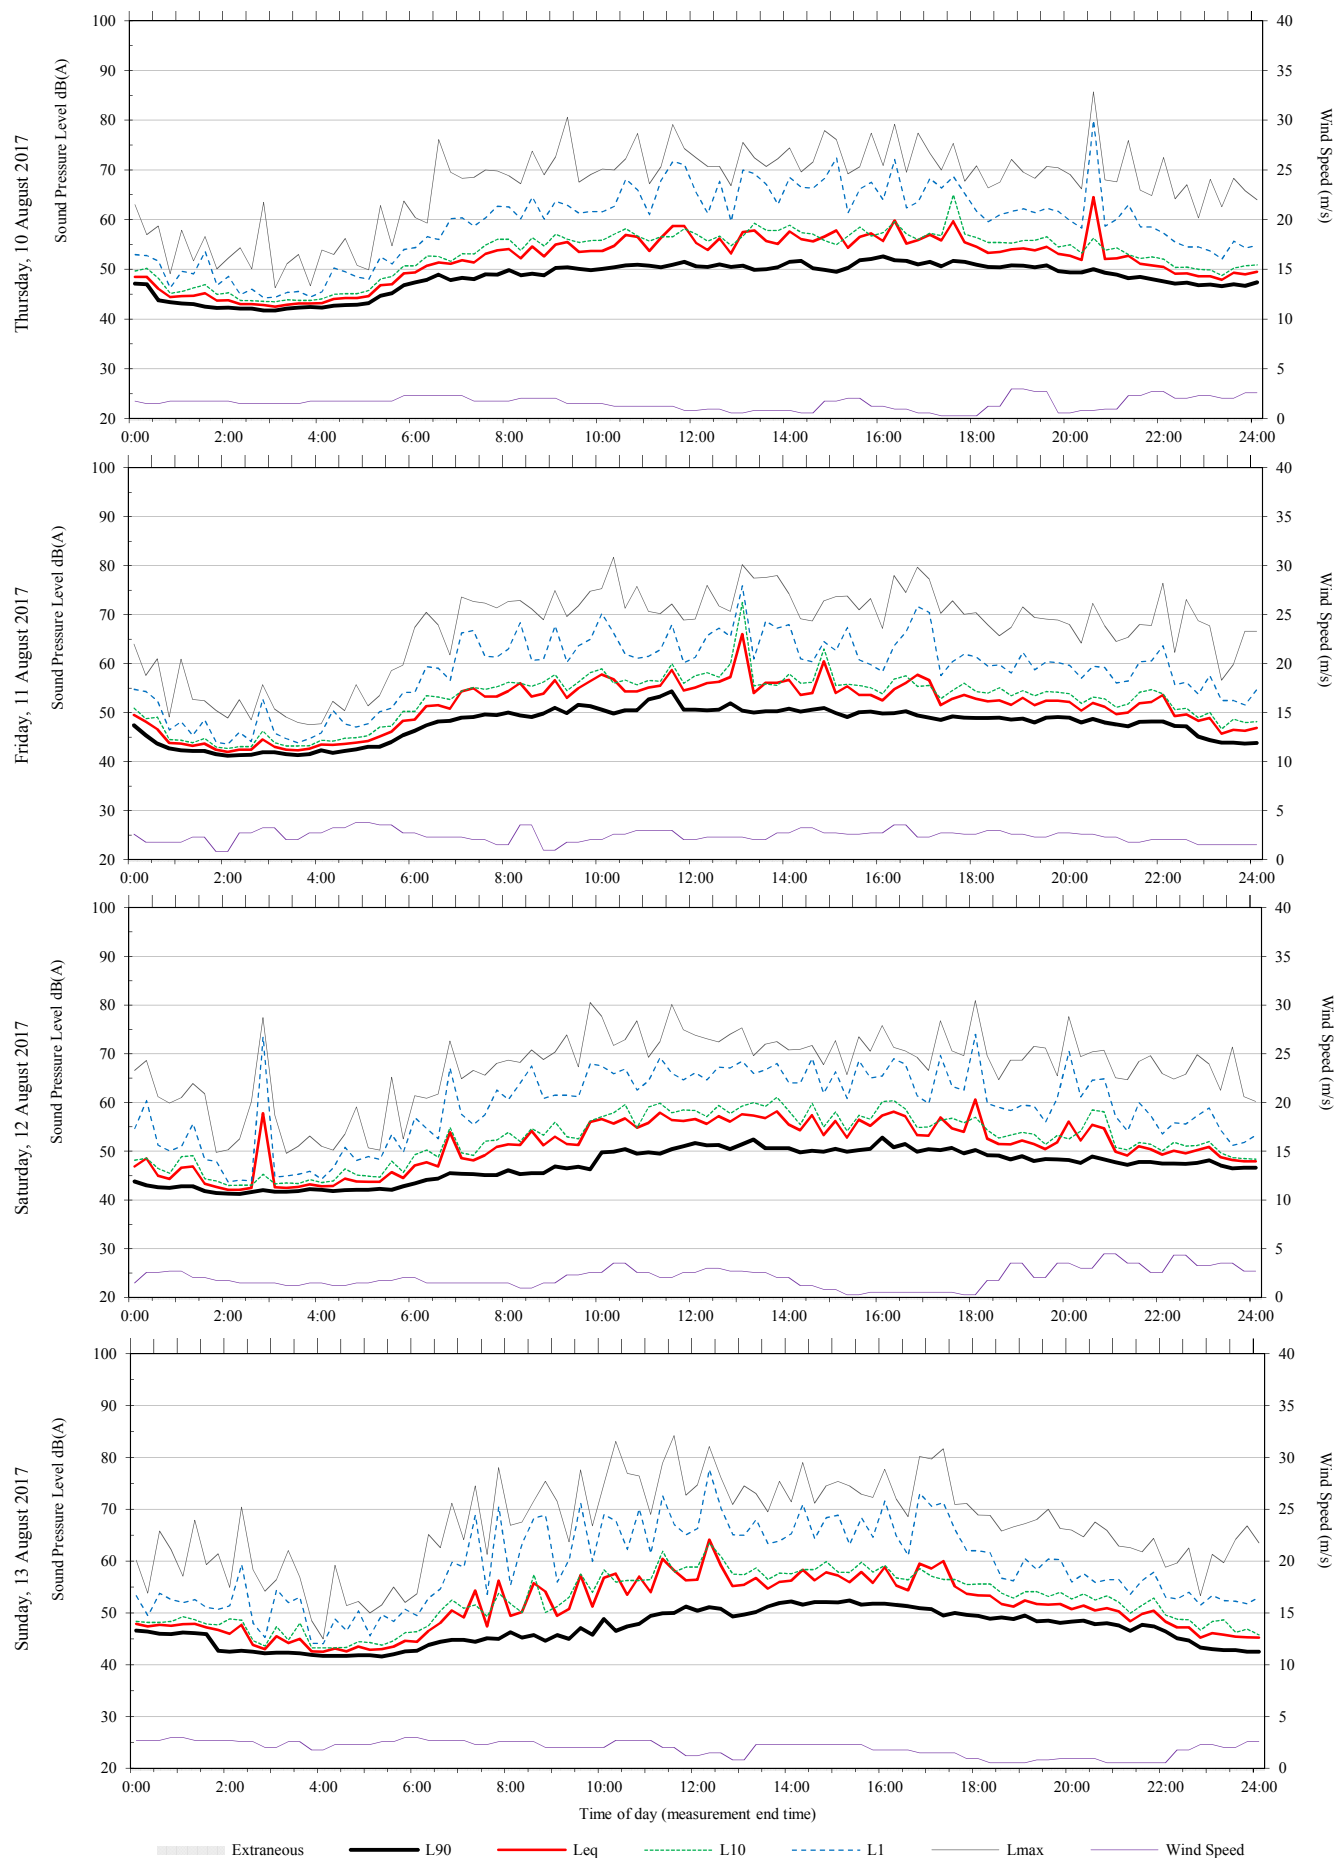 Thursday, 10 August 2017
Sound Pressure Level dB(A)
Wind Speed (m/s)
100 90 80 70 60 50 40 30 20
40 35 30 25 20 15 10 5 0
0:00 2:00 4:00 6:00 8:00 10:00 12:00 14:00 16:00 18:00 20:00 22:00 24:00
Friday, 11 August 2017
Sound Pressure Level dB(A)
Wind Speed (m/s)
100 90 80 70 60 50 40 30 20
40 35 30 25 20 15 10 5 0
0:00 2:00 4:00 6:00 8:00 10:00 12:00 14:00 16:00 18:00 20:00 22:00 24:00
Saturday, 12 August 2017
Sound Pressure Level dB(A)
Wind Speed (m/s)
100 90 80 70 60 50 40 30 20
40 35 30 25 20 15 10 5 0
0:00 2:00 4:00 6:00 8:00 10:00 12:00 14:00 16:00 18:00 20:00 22:00 24:00
Sunday, 13 August 2017
Sound Pressure Level dB(A)
Wind Speed (m/s)
100 90 80 70 60 50 40 30 20
40 35 30 25 20 15 10 5 0
0:00 2:00 4:00 6:00 8:00 10:00 12:00 14:00 16:00 18:00 20:00 22:00 24:00
Time of day (measurement end time)
Extraneous L90 Leq L10 L1 Lmax Wind Speed